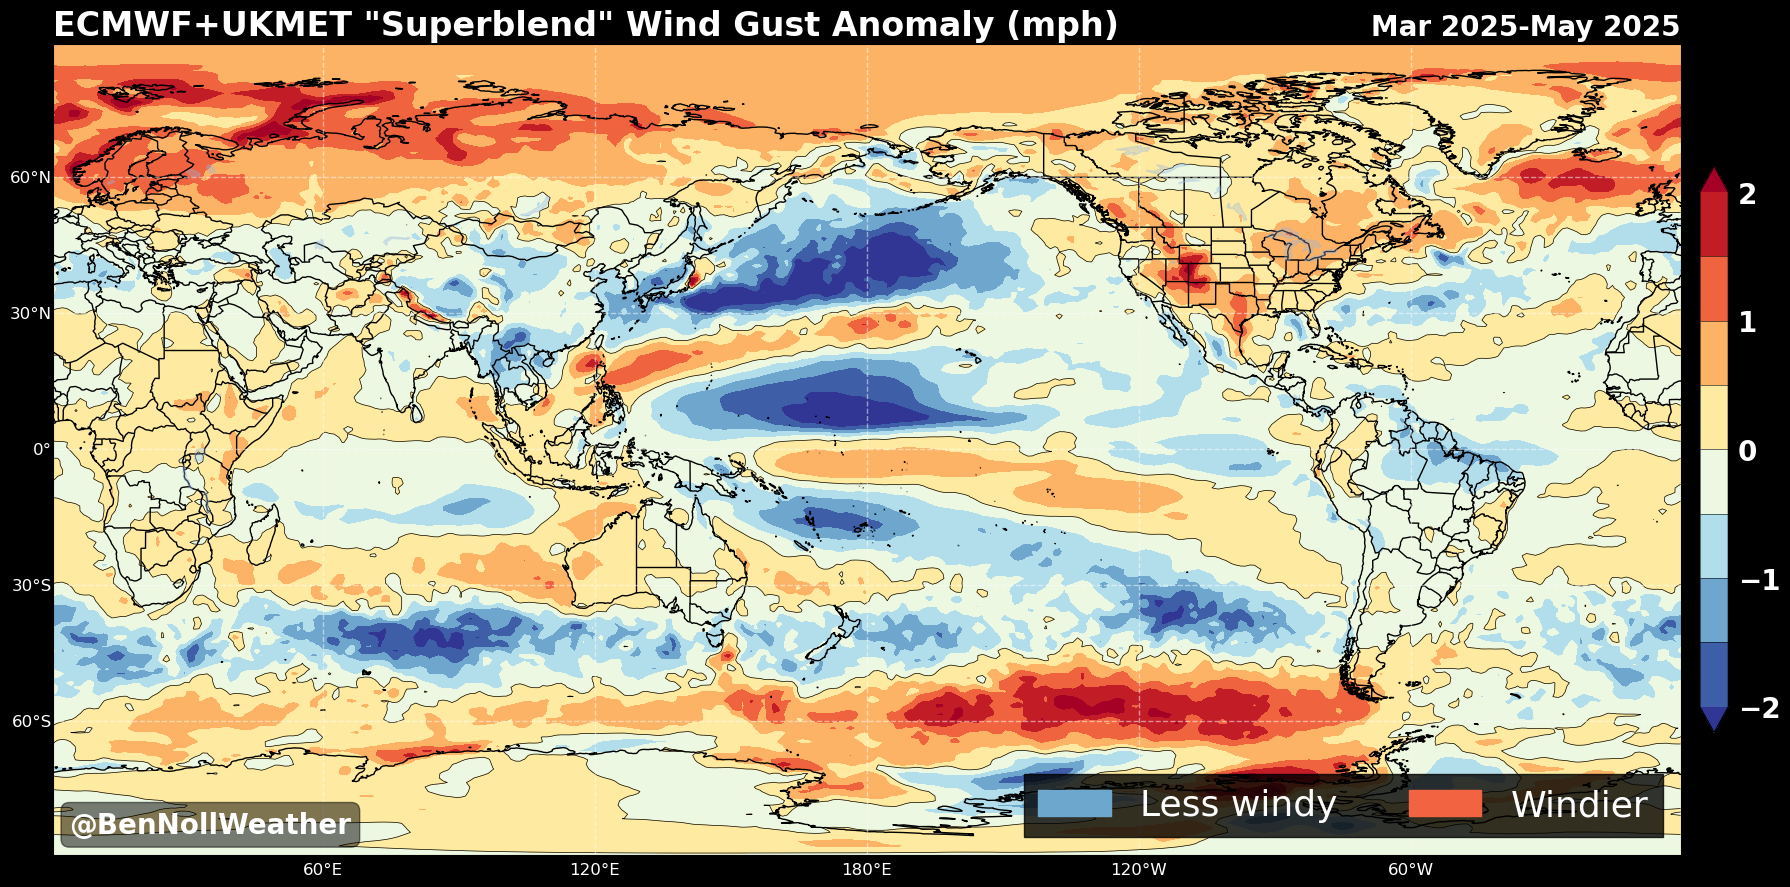 ECMWF+UKMET "Superblend" Wind Gust Anomaly (mph)
Mar 2025-May 2025
60°N
30°N
0°
30°S
60°S
60°E
120°E
180°E
120°W
60°W
2
1
0
−1
−2
@BenNollWeather
Less windy
Windier